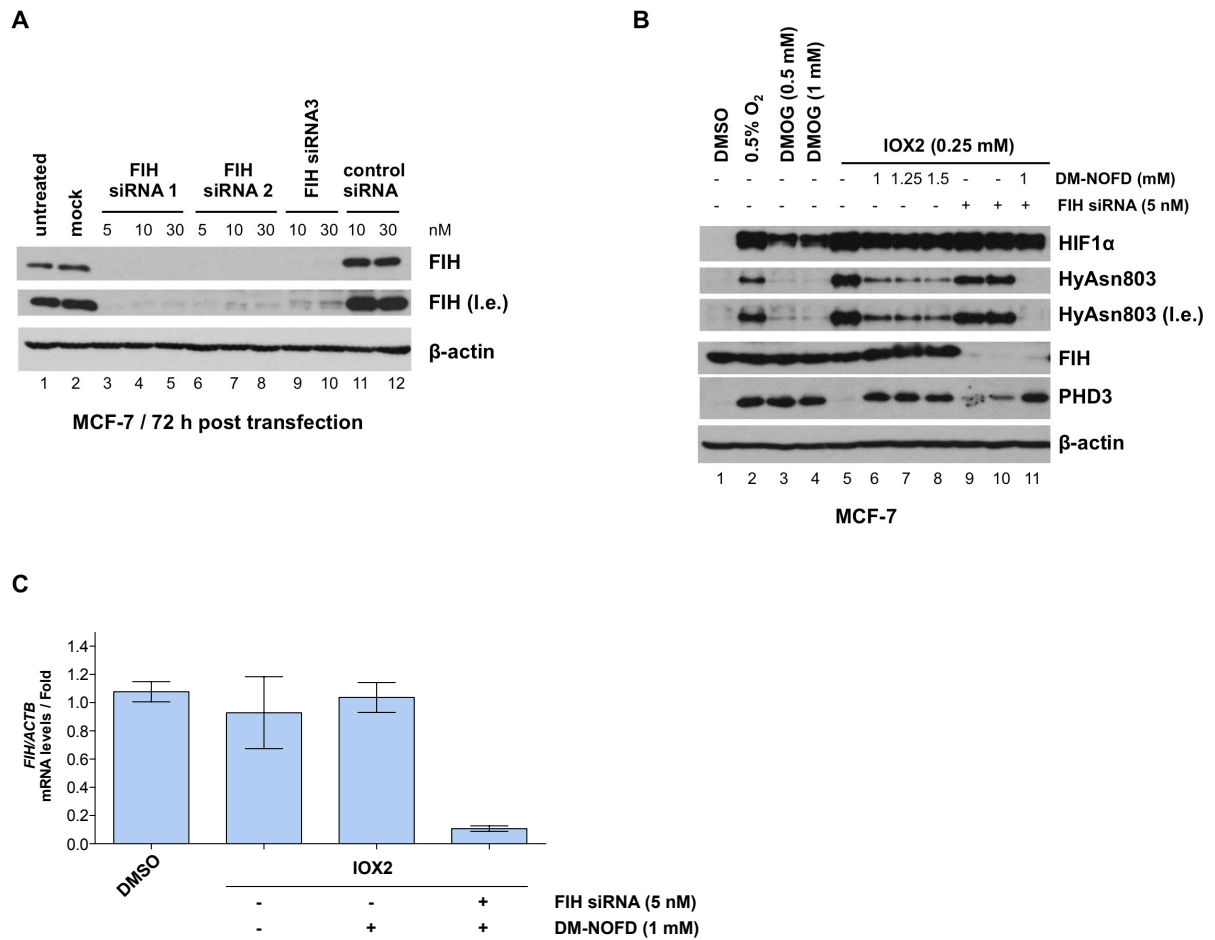 A
untreated
mock
FIH
siRNA 1
FIH
siRNA 2
FIH siRNA3
control
siRNA
5 10 30 5 10 30 10 30 10 30 nM
FIH
FIH (l.e.)
β-actin
1 2 3 4 5 6 7 8 9 10 11 12
MCF-7 / 72 h post transfection
B
DMSO
0.5% O2
DMOG (0.5 mM)
DMOG (1 mM)
IOX2 (0.25 mM)
- - - - - 1 1.25 1.5 - - 1 DM-NOFD (mM)
- - - - - - - - + + + FIH siRNA (5 nM)
HIF1α
HyAsn803
HyAsn803 (l.e.)
FIH
PHD3
β-actin
1 2 3 4 5 6 7 8 9 10 11
MCF-7
C
FIH/ACTB
mRNA levels / Fold
1.4
1.2
1.0
0.8
0.6
0.4
0.2
0.0
DMSO
IOX2
- - + FIH siRNA (5 nM)
- + + DM-NOFD (1 mM)